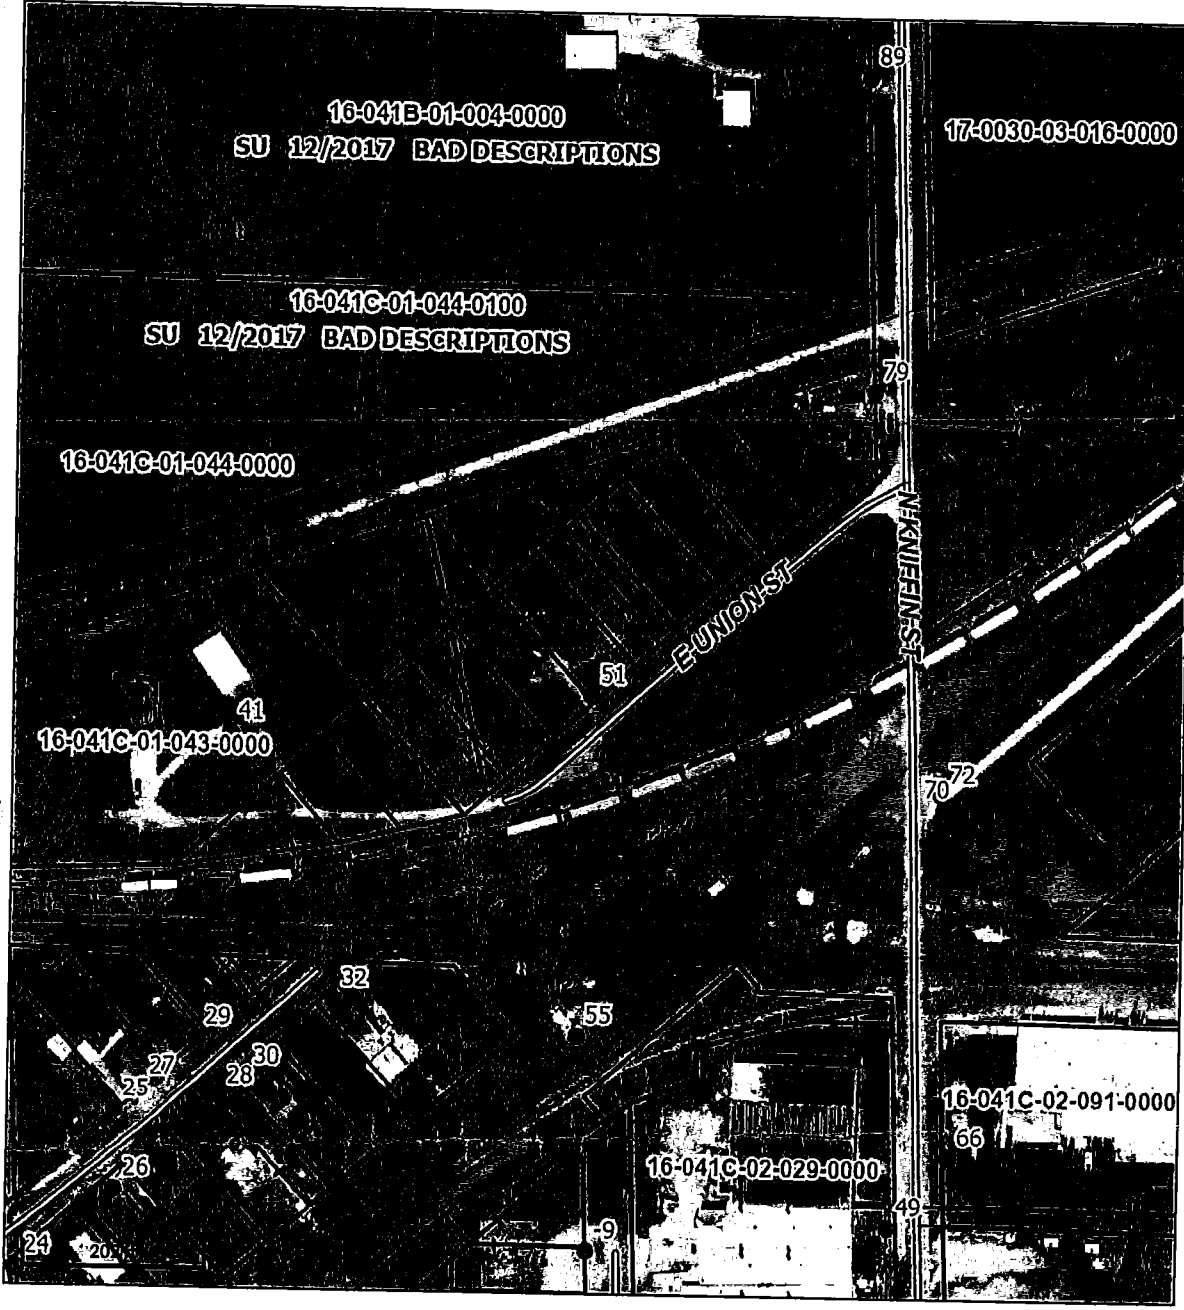 89
16-041B-01-004-0000
SU 12/2017 BAD DESCRIPTIONS
17-0030-03-016-0000
16-041C-01-044-0100
SU 12/2017 BAD DESCRIPTIONS
79
16-041C-01-044-0000
N-KNIFFIN-ST
E-UNION-ST
51
41
16-041C-01-043-0000
72
70
32
29
55
27
30
28
25
16-041C-02-091-0000
66
26
16-041C-02-029-0000
49
-9
24